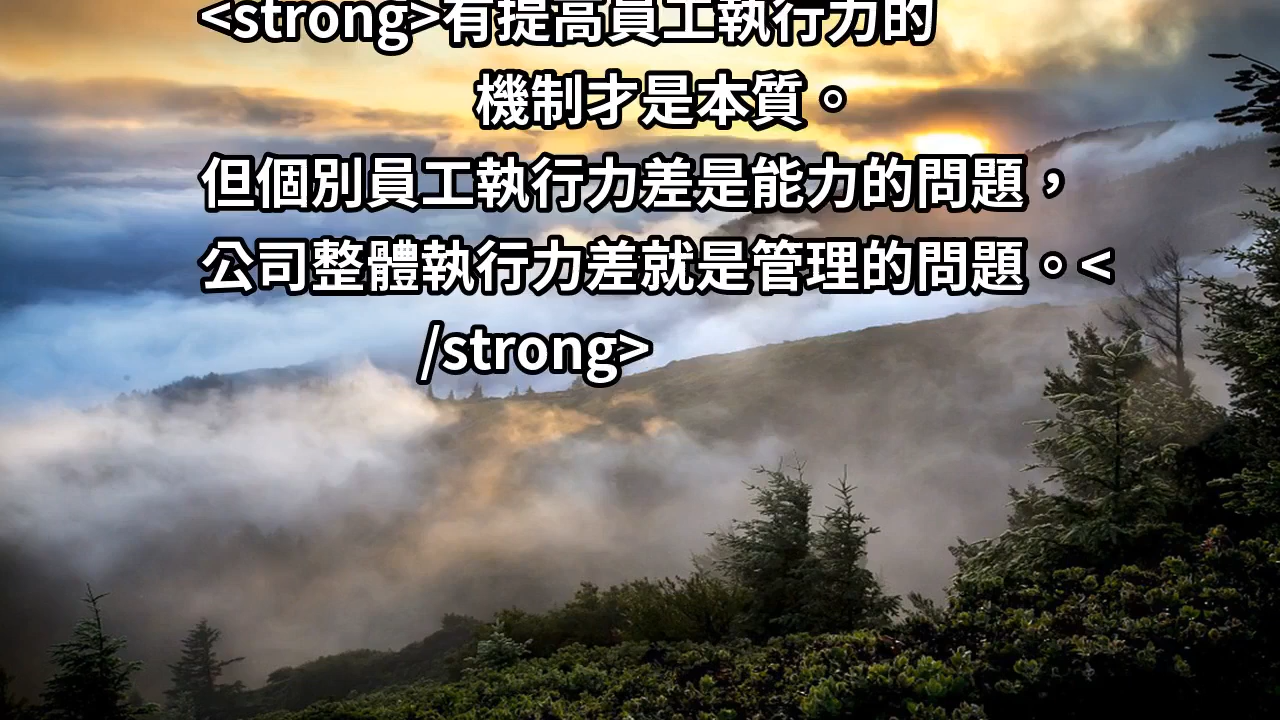 <strong>有提高員工執行力的
機制才是本質。
但個別員工執行力差是能力的問題，
公司整體執行力差就是管理的問題。<
/strong>